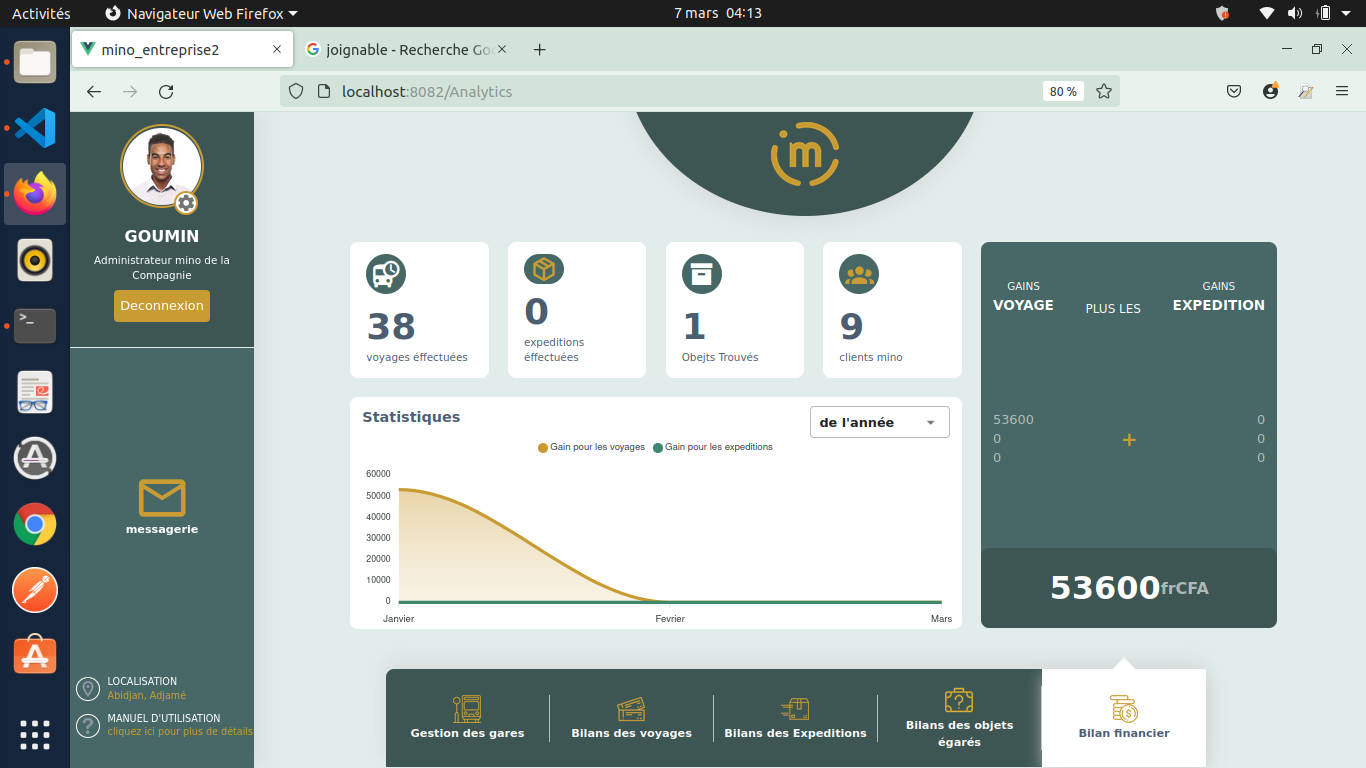 Activités
Navigateur Web Firefox
7 mars 04:13
mino_entreprise2
joignable - Recherche Goo
localhost:8082/Analytics
80 %
GOUMIN
Administrateur mino de la
Compagnie
Deconnexion
messagerie
LOCALISATION
Abidjan, Adjamé
MANUEL D'UTILISATION
cliquez ici pour plus de détails
im
38
voyages éffectuées
0
expeditions
éffectuées
1
Obejts Trouvés
9
clients mino
GAINS
VOYAGE
PLUS LES
GAINS
EXPEDITION
53600
0
0
+
0
0
0
53600frCFA
Statistiques
de l'année
Gain pour les voyages
Gain pour les expeditions
60000
50000
40000
30000
20000
10000
0
Janvier
Fevrier
Mars
Gestion des gares
Bilans des voyages
Bilans des Expeditions
Bilans des objets
égarés
Bilan financier